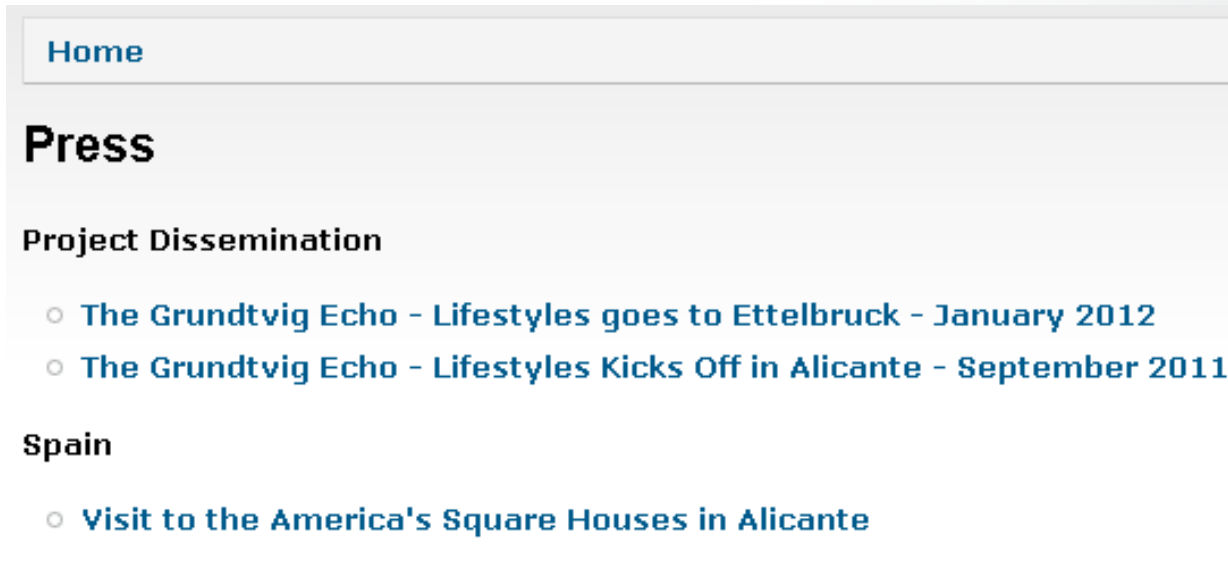 Home
Press
Project Dissemination
The Grundtvig Echo - Lifestyles goes to Ettelbruck - January 2012
The Grundtvig Echo - Lifestyles Kicks Off in Alicante - September 2011
Spain
Visit to the America's Square Houses in Alicante